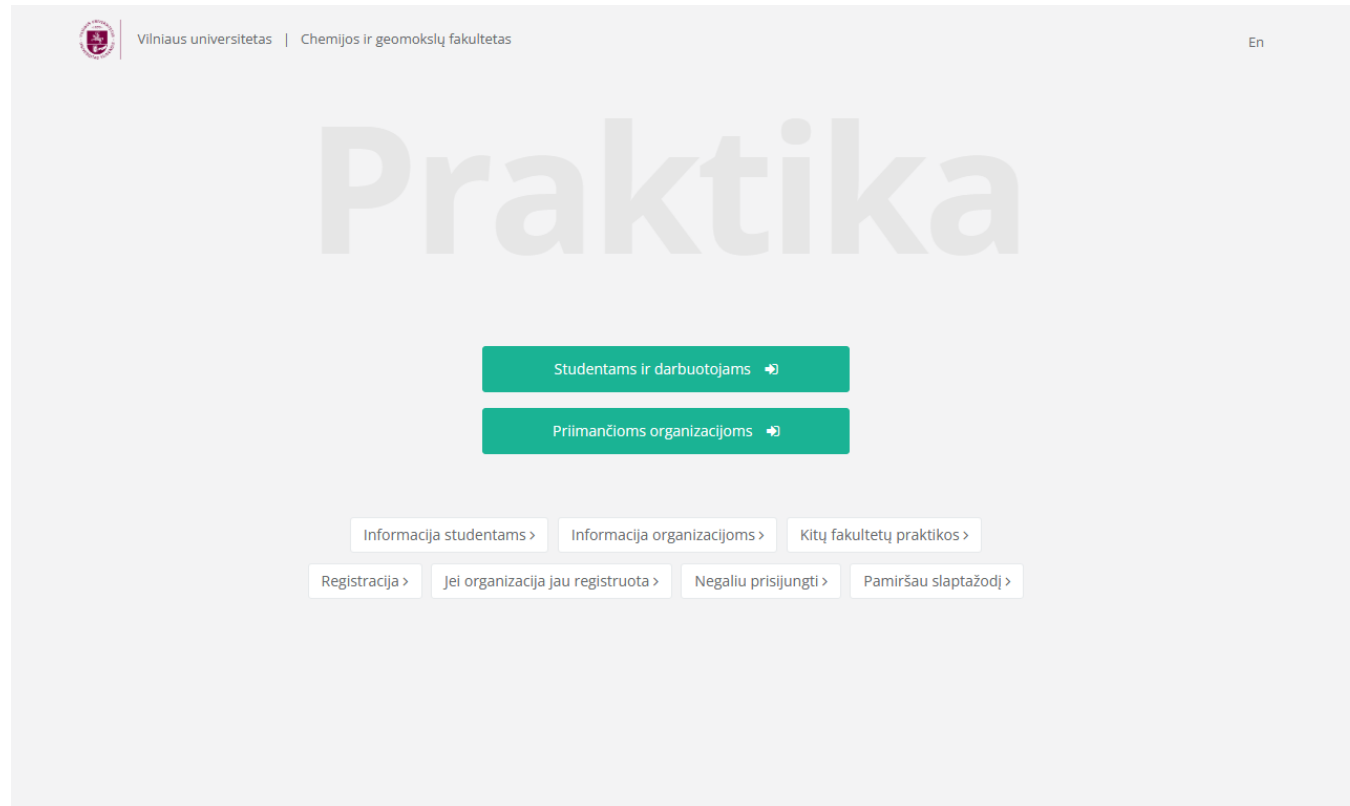 Vilniaus universitetas | Chemijos ir geomokslų fakultetas
En
Praktika
Studentams ir darbuotojams
Priimančioms organizacijoms
Informacija studentams > Informacija organizacijoms > Kitų fakultetų praktikos >
Registracija > Jei organizacija jau registruota > Negaliu prisijungti > Pamiršau slaptažodį >